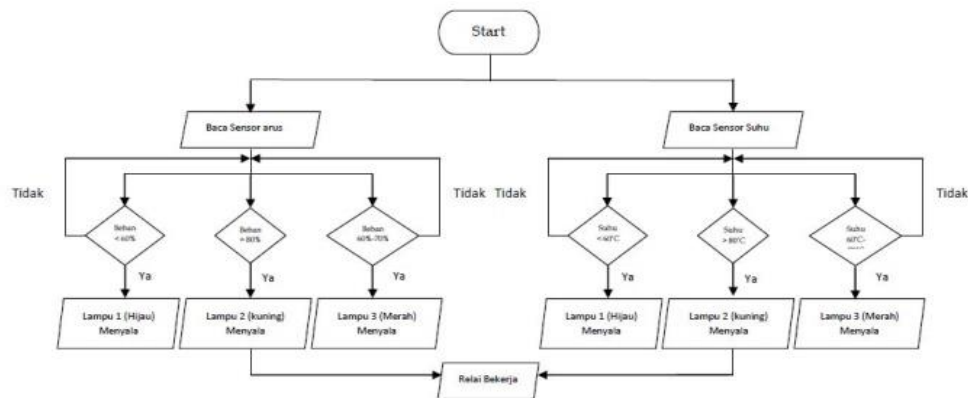 Start
Baca Sensor arus
Baca Sensor Suhu
Tidak
Tidak
Tidak
Tidak
Beban
< 60%
Beban
80%
Beban
60%-70%
Suhu
< 60°C
Suhu
> 80°C
Suhu
60°C-
Ya
Ya
Ya
Ya
Ya
Ya
Lampu 1 (Hijau)
Menyala
Lampu 2 (kuning)
Menyala
Lampu 3 (Merah)
Menyala
Lampu 1 (Hijau)
Menyala
Lampu 2 (kuning)
Menyala
Lampu 3 (Merah)
Menyala
Relai Bekerja